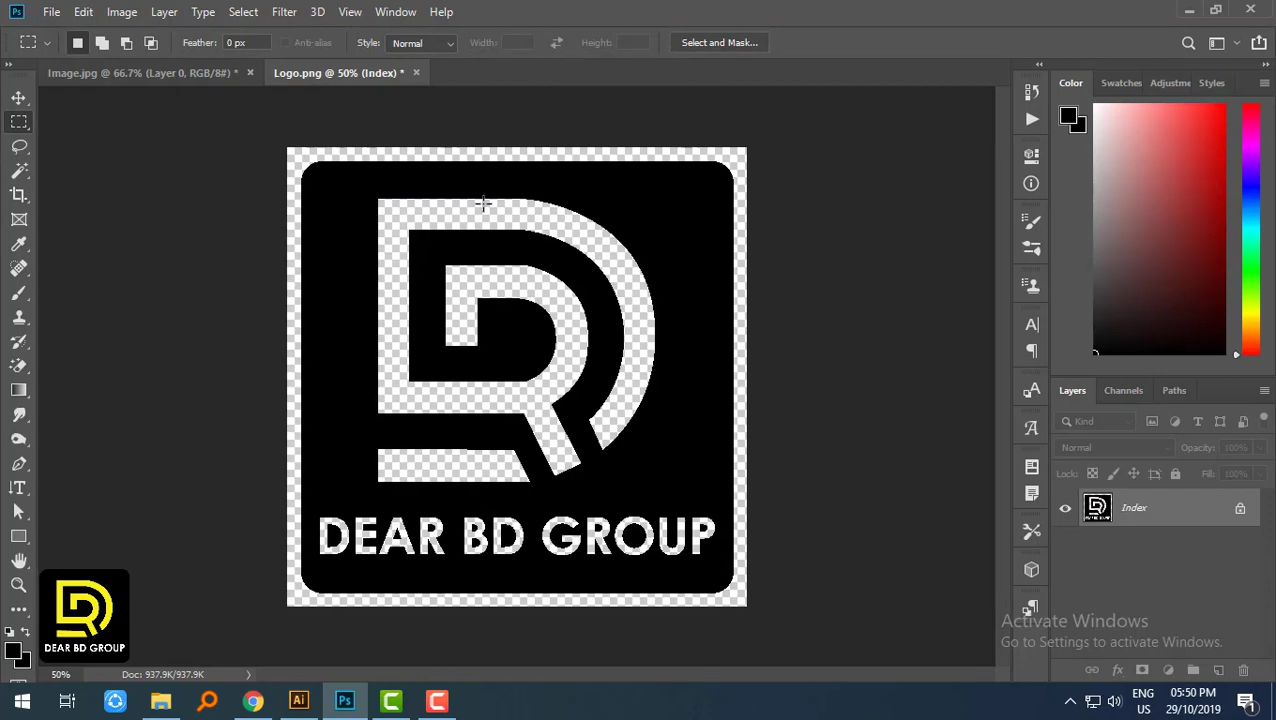 Ps File Edit Image Layer Type Select Filter 3D View Window Help
Feather: 0 px Anti-alias Style: Normal Width: Height: Select and Mask...
Image.jpg @ 66.7% (Layer 0, RGB/8#) * Logo.png @ 50% (Index) *
Color Swatches Adjustme Styles
DEAR BD GROUP
Layers Channels Paths
Kind
Normal Opacity: 100%
Lock: Fill: 100%
Index
DEAR BD GROUP
Activate Windows
Go to Settings to activate Windows.
50% Doc: 937.9K/937.9K
Ai Ps C C
ENG
US
05:50 PM
29/10/2019
1